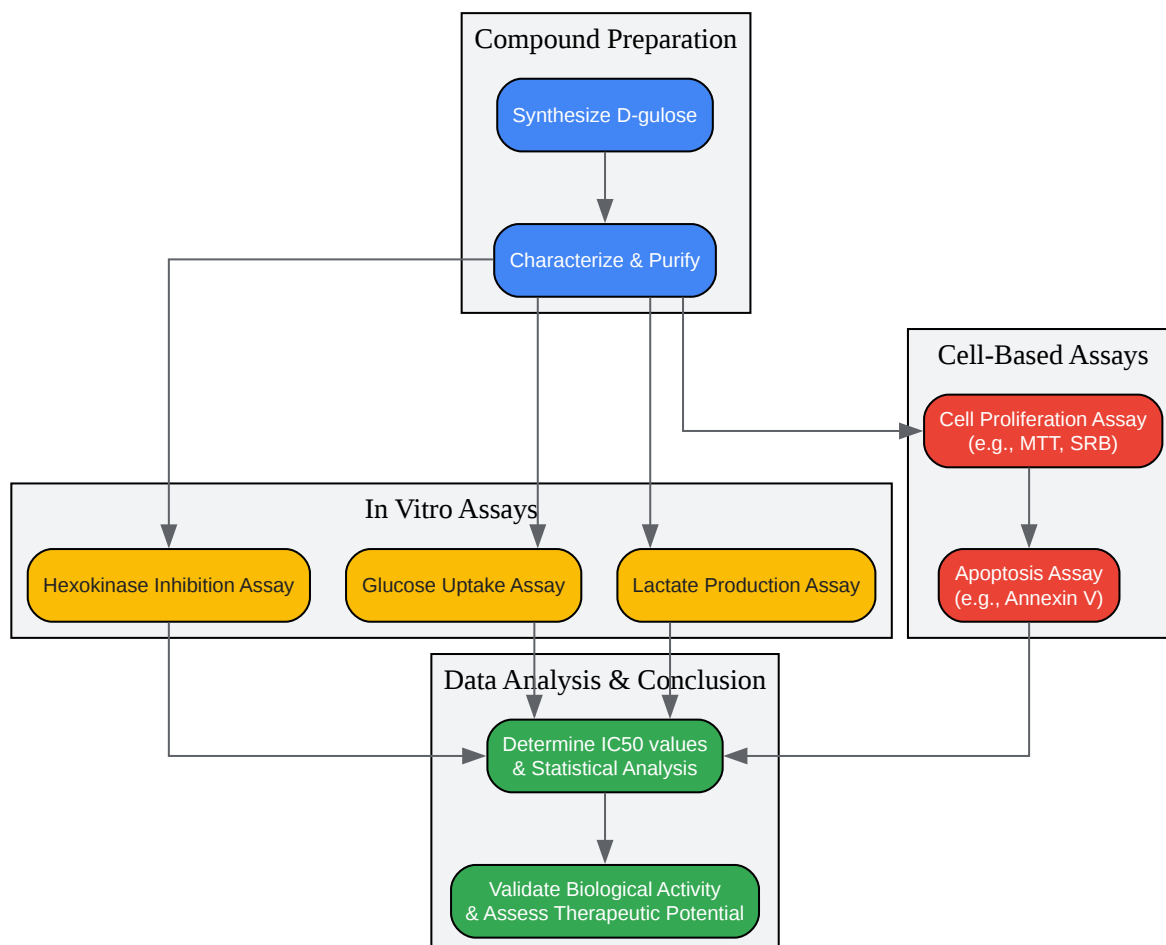 Compound Preparation
Synthesize D-gulose
Characterize & Purify
Cell-Based Assays
Cell Proliferation Assay
(e.g., MTT, SRB)
In Vitro Assays
Hexokinase Inhibition Assay
Glucose Uptake Assay
Lactate Production Assay
Apoptosis Assay
(e.g., Annexin V)
Data Analysis & Conclusion
Determine IC50 values
& Statistical Analysis
Validate Biological Activity
& Assess Therapeutic Potential